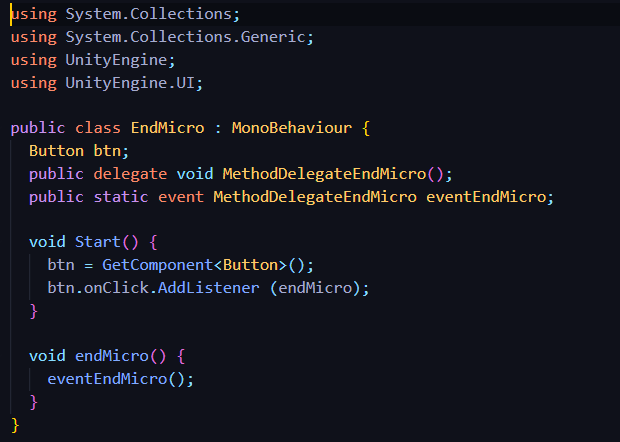 using System.Collections;
using System.Collections.Generic;
using UnityEngine;
using UnityEngine.UI;

public class EndMicro : MonoBehaviour {
  Button btn;
  public delegate void MethodDelegateEndMicro();
  public static event MethodDelegateEndMicro eventEndMicro;

  void Start() {
    btn = GetComponent<Button>();
    btn.onClick.AddListener (endMicro);
  }

  void endMicro() {
    eventEndMicro();
  }
}